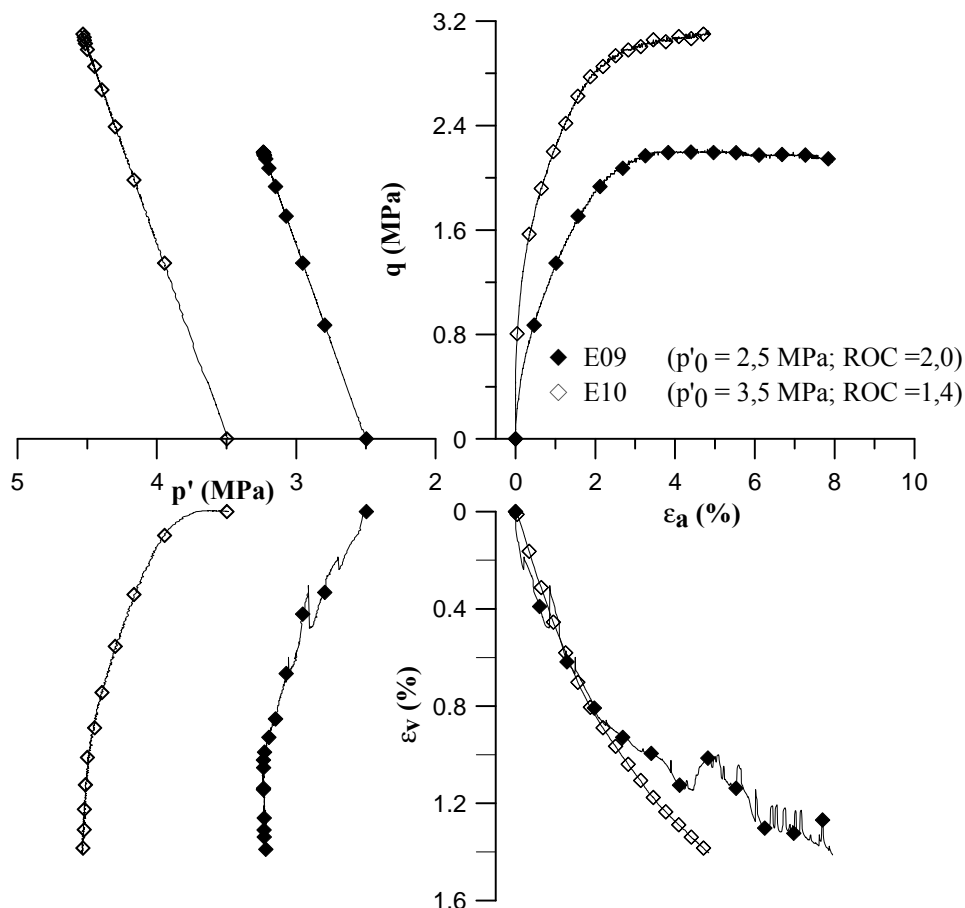 3.2
2.4
1.6
0.8
0
q (MPa)
E09 (p'0 = 2,5 MPa; ROC =2,0)
E10 (p'0 = 3,5 MPa; ROC =1,4)
5 4 3 2
p' (MPa)
0 2 4 6 8 10
εa (%)
0
0.4
0.8
1.2
1.6
εv (%)